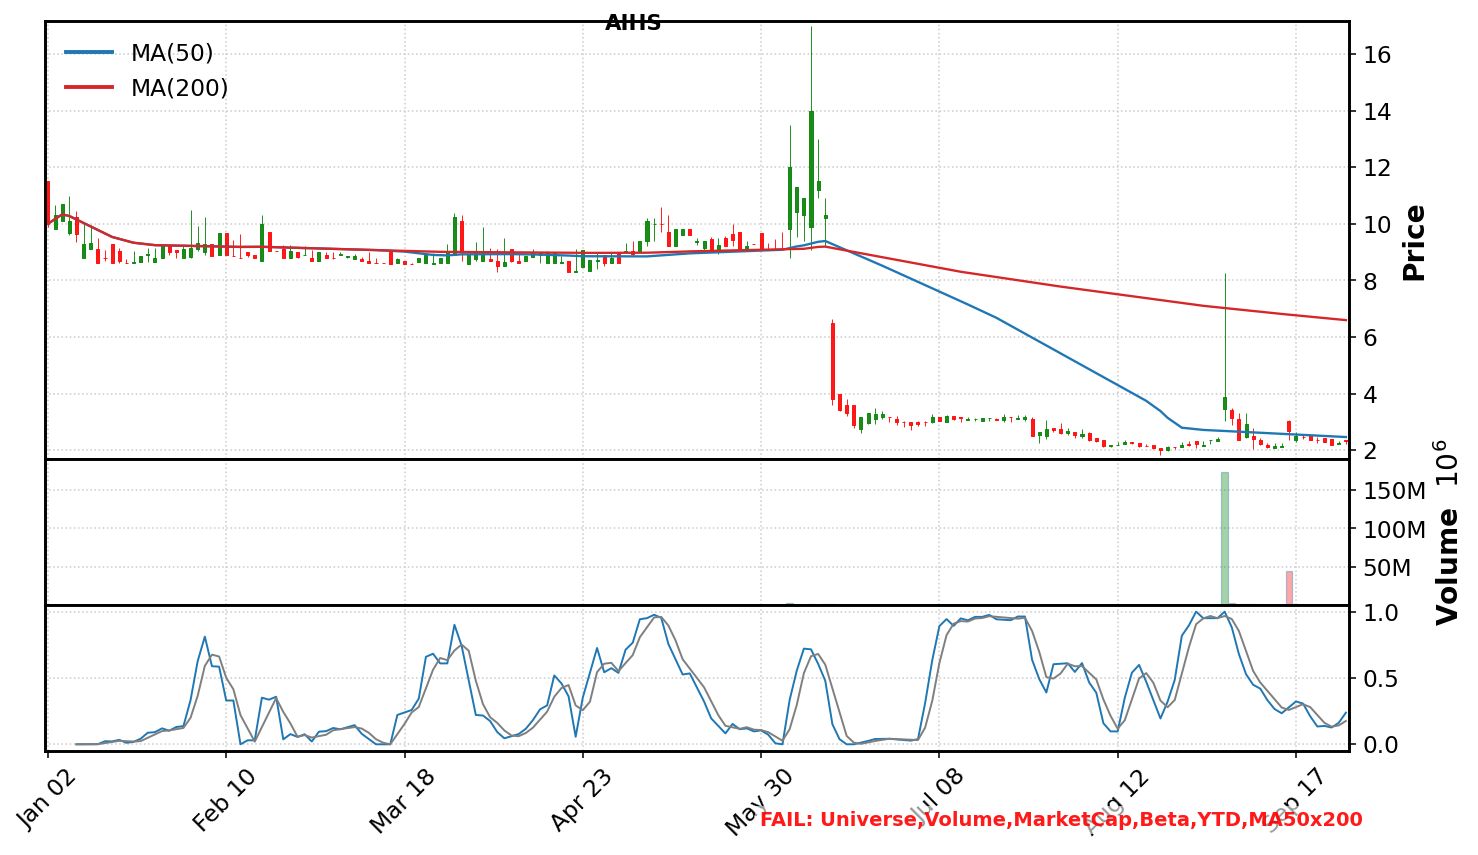 AIHS
MA(50)
MA(200)
16
14
12
10
8
6
4
2
Price
150M
100M
50M
Volume 10^6
1.0
0.5
0.0
Jan 02
Feb 10
Mar 18
Apr 23
May 30
Jul 08
Aug 12
Sep 17
FAIL: Universe,Volume,MarketCap,Beta,YTD,MA50x200